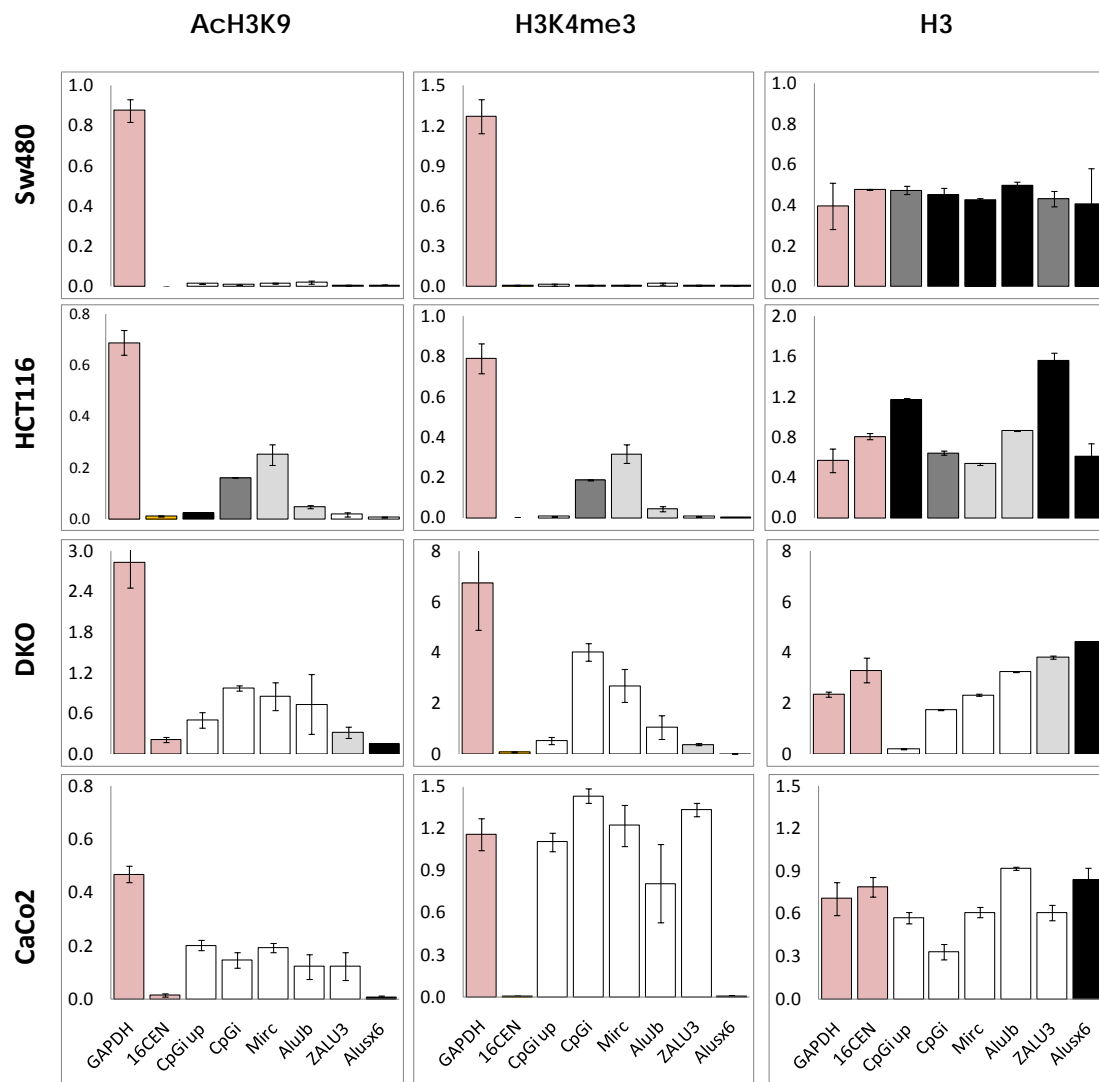 AcH3K9 H3K4me3 H3
Sw480
1.0
0.8
0.6
0.4
0.2
0.0
1.5
1.2
0.9
0.6
0.3
0.0
1.0
0.8
0.6
0.4
0.2
0.0
HCT116
0.8
0.6
0.4
0.2
0.0
1.0
0.8
0.6
0.4
0.2
0.0
2.0
1.6
1.2
0.8
0.4
0.0
DKO
3.0
2.4
1.8
1.2
0.6
0.0
8
6
4
2
0
8
6
4
2
0
CaCo2
0.8
0.6
0.4
0.2
0.0
1.5
1.2
0.9
0.6
0.3
0.0
1.5
1.2
0.9
0.6
0.3
0.0
GAPDH
16CEN
CpGi up
CpGi
Mirc
AluJb
ZALU3
Alusx6
GAPDH
16CEN
CpGi up
CpGi
Mirc
AluJb
ZALU3
Alusx6
GAPDH
16CEN
CpGi up
CpGi
Mirc
AluJb
ZALU3
Alusx6